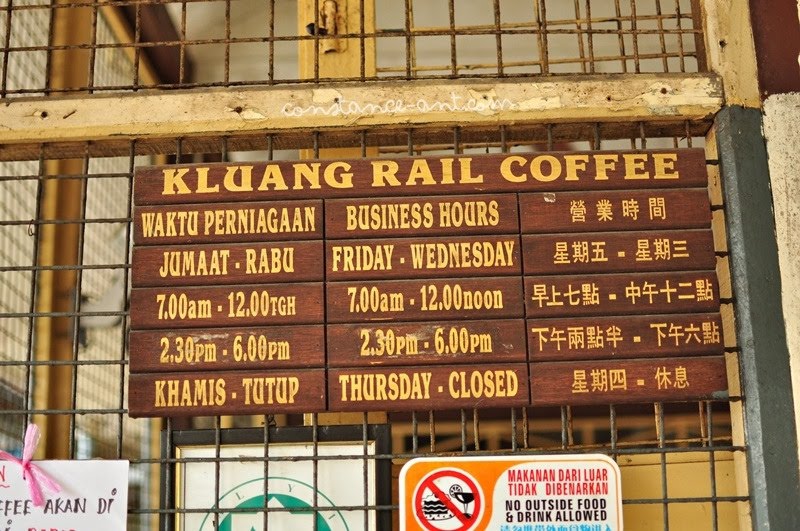 constance-ant.com
KLUANG RAIL COFFEE
WAKTU PERNIAGAAN BUSINESS HOURS 營業時間
JUMAAT - RABU FRIDAY - WEDNESDAY 星期五 - 星期三
7.00am - 12.00TGH 7.00am - 12.00noon 早上七點 - 中午十二點
2.30pm - 6.00pm 2.30pm - 6.00pm 下午兩點半 - 下午六點
KHAMIS - TUTUP THURSDAY - CLOSED 星期四 - 休息
AKAN DI
MAKANAN DARI LUAR
TIDAK DIBENARKAN
NO OUTSIDE FOOD
& DRINK ALLOWED